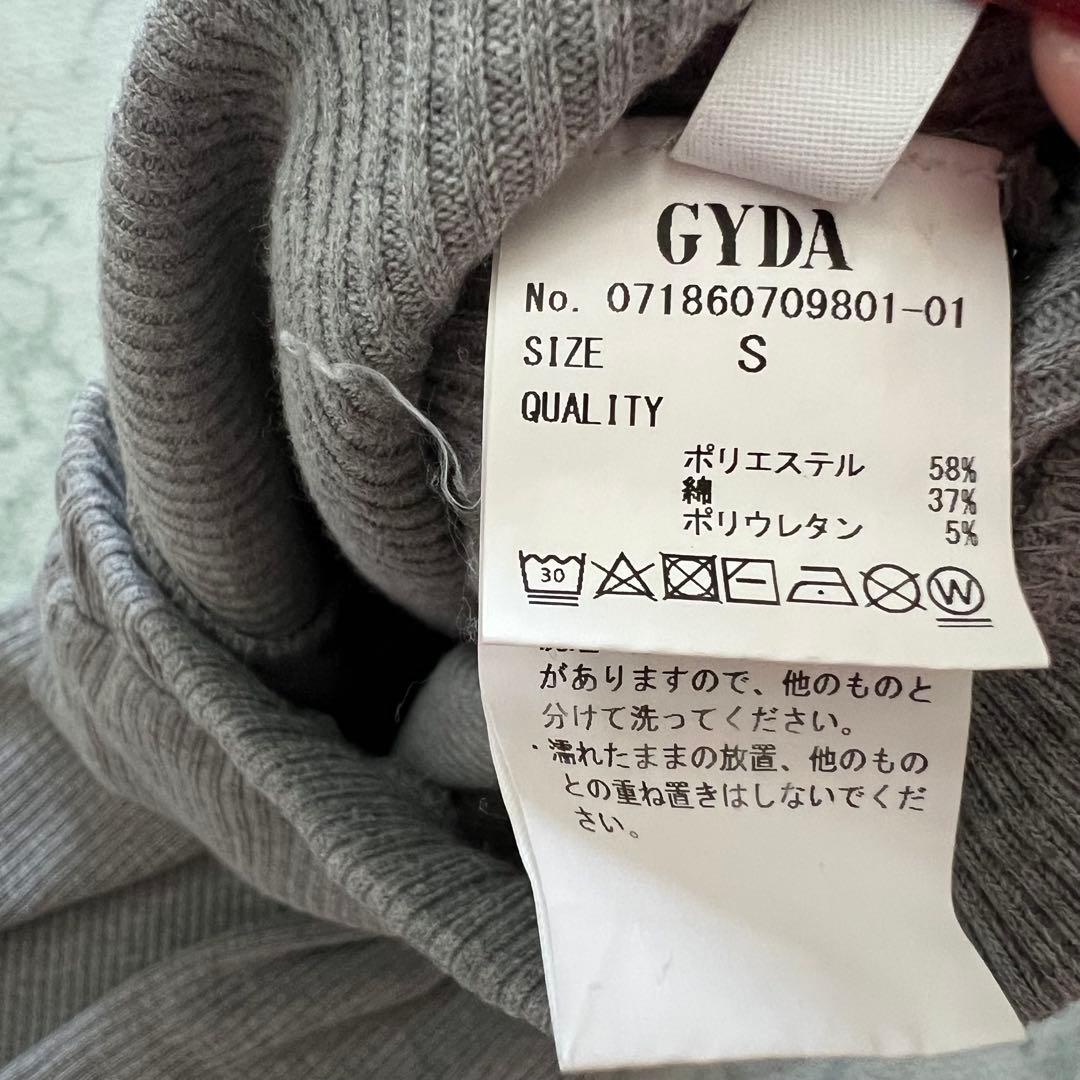 GYDA
No. 071860709801-01
SIZE S
QUALITY
ポリエステル 58%
綿 37%
ポリウレタン 5%
30
W
がありますので、他のものと
分けて洗ってください。
・濡れたままの放置、他のもの
との重ね置きはしないでくだ
さい。